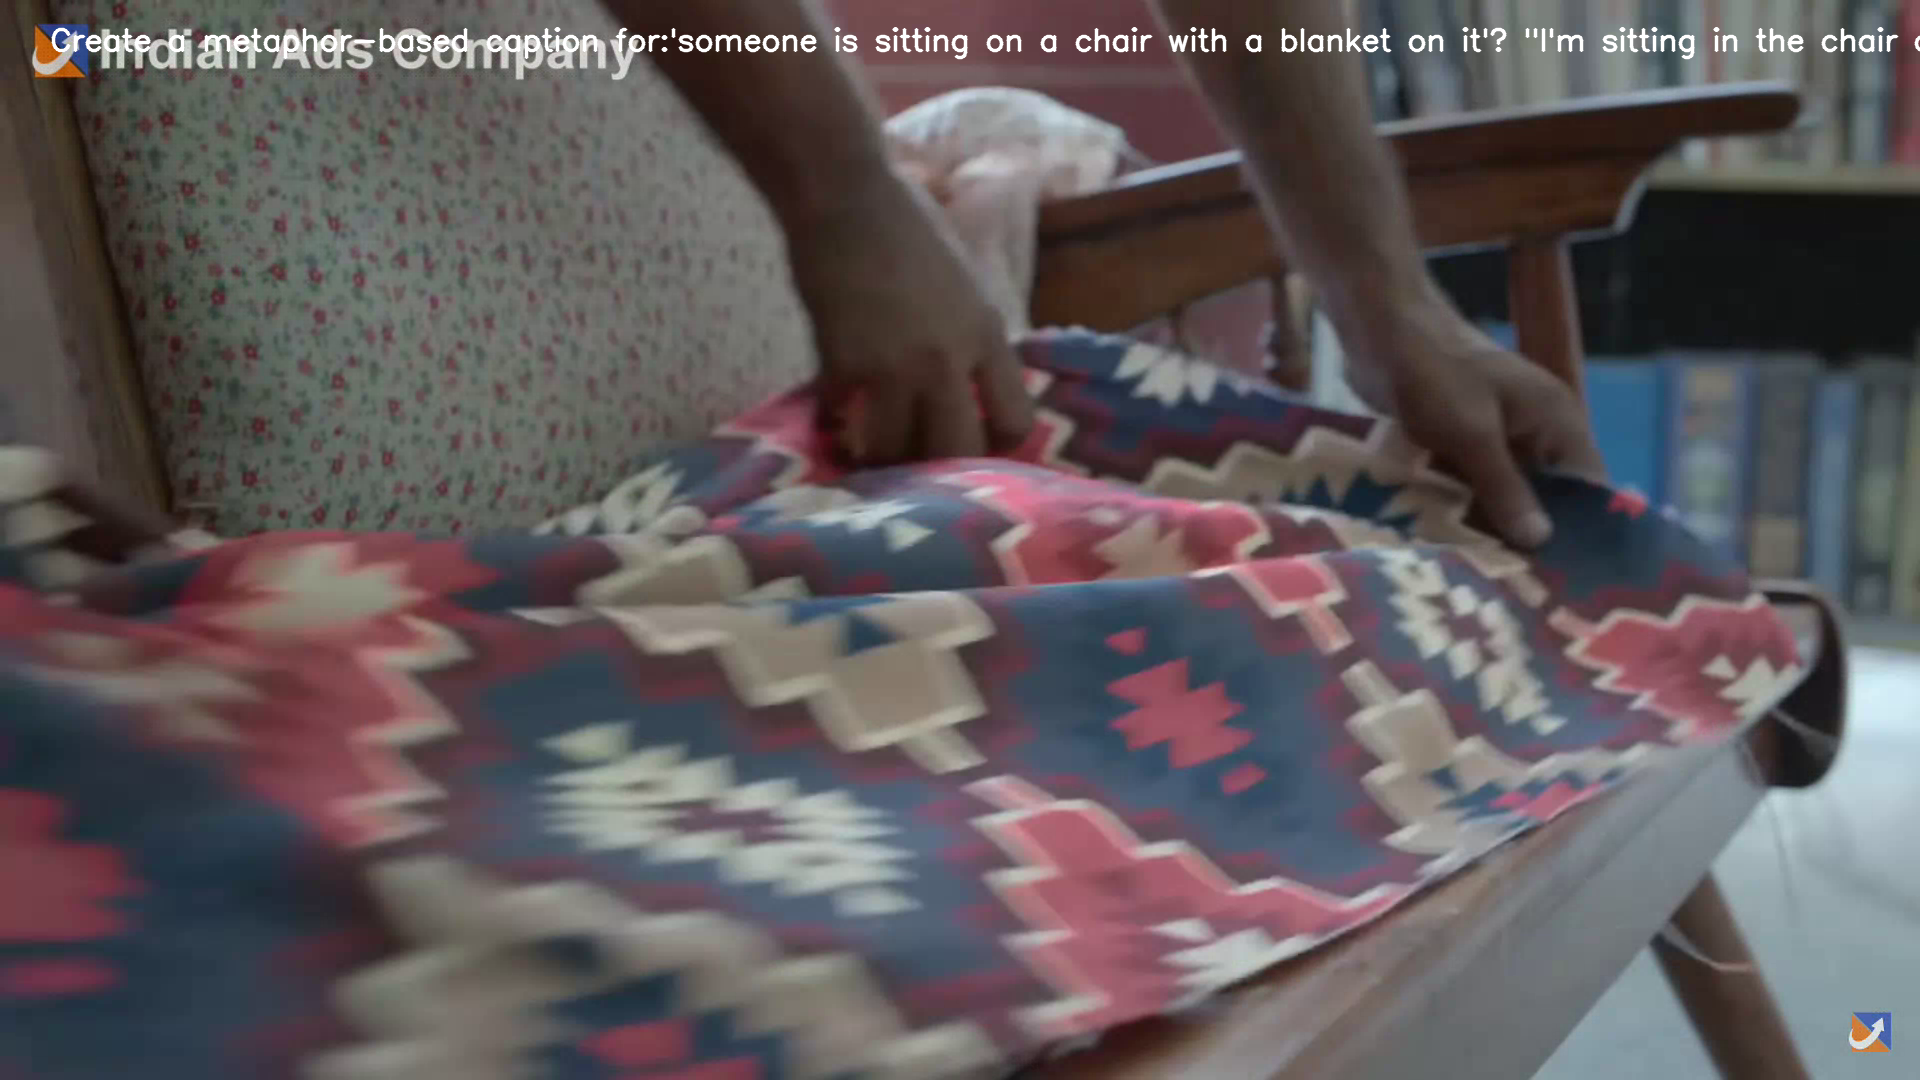 Create a metaphor-based caption for:'someone is sitting on a chair with a blanket on it'? "I'm sitting in the chair
Indian Ads Company